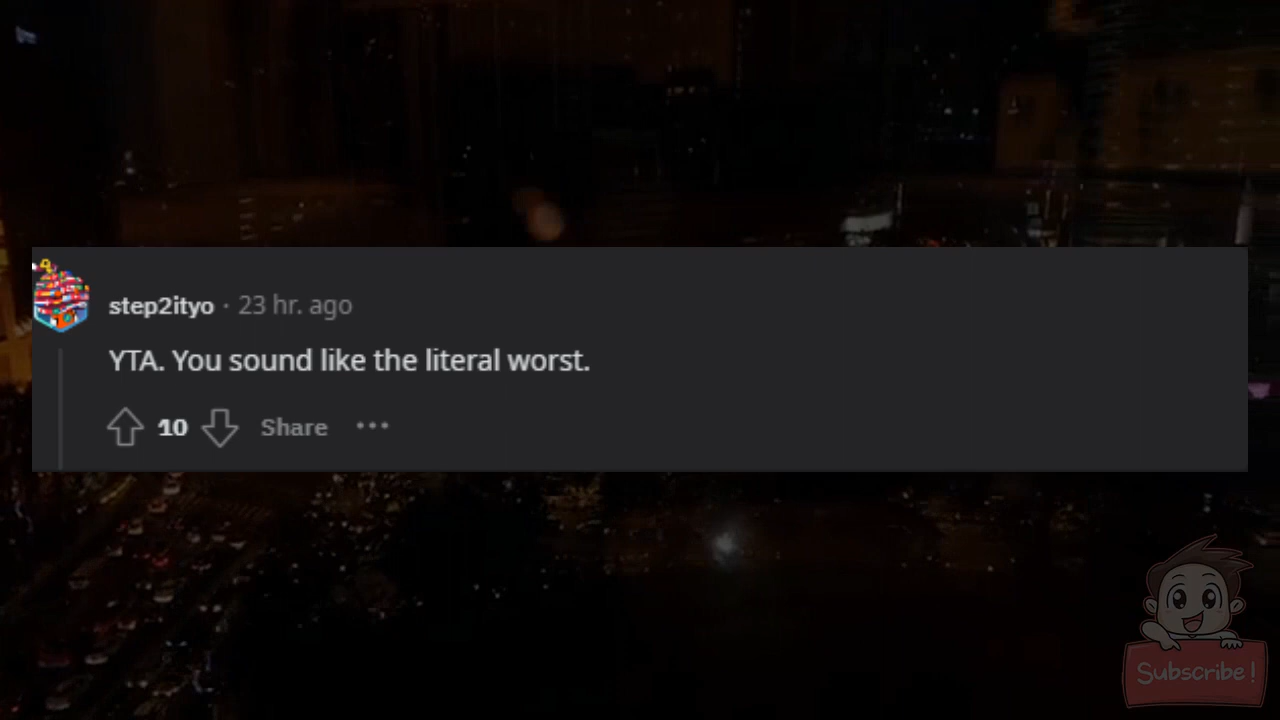 step2ityo · 23 hr. ago
YTA. You sound like the literal worst.
10 Share ···
Subscribe!